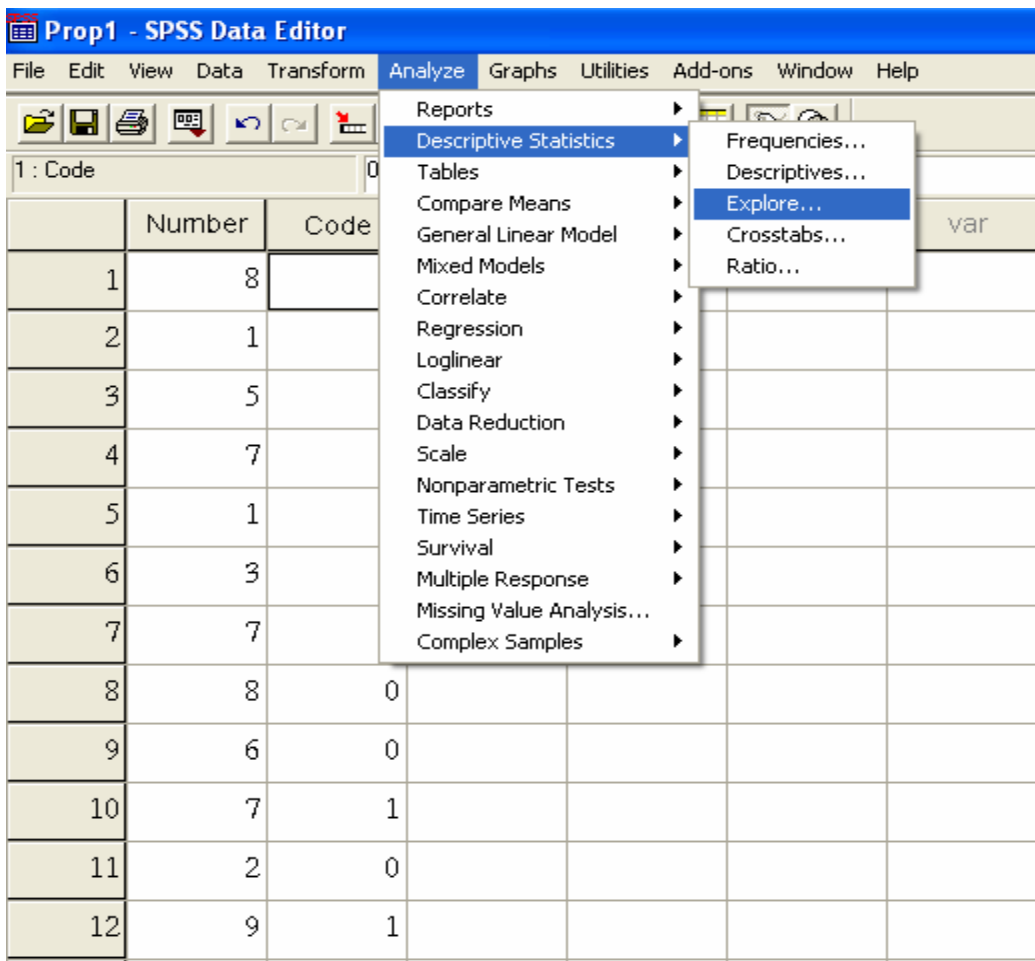 Prop1 - SPSS Data Editor
File Edit View Data Transform Analyze Graphs Utilities Add-ons Window Help
1 : Code 0
Reports
Descriptive Statistics
Tables
Compare Means
General Linear Model
Mixed Models
Correlate
Regression
Loglinear
Classify
Data Reduction
Scale
Nonparametric Tests
Time Series
Survival
Multiple Response
Missing Value Analysis...
Complex Samples
Frequencies...
Descriptives...
Explore...
Crosstabs...
Ratio...
Number Code var
1 8
2 1
3 5
4 7
5 1
6 3
7 7
8 8 0
9 6 0
10 7 1
11 2 0
12 9 1